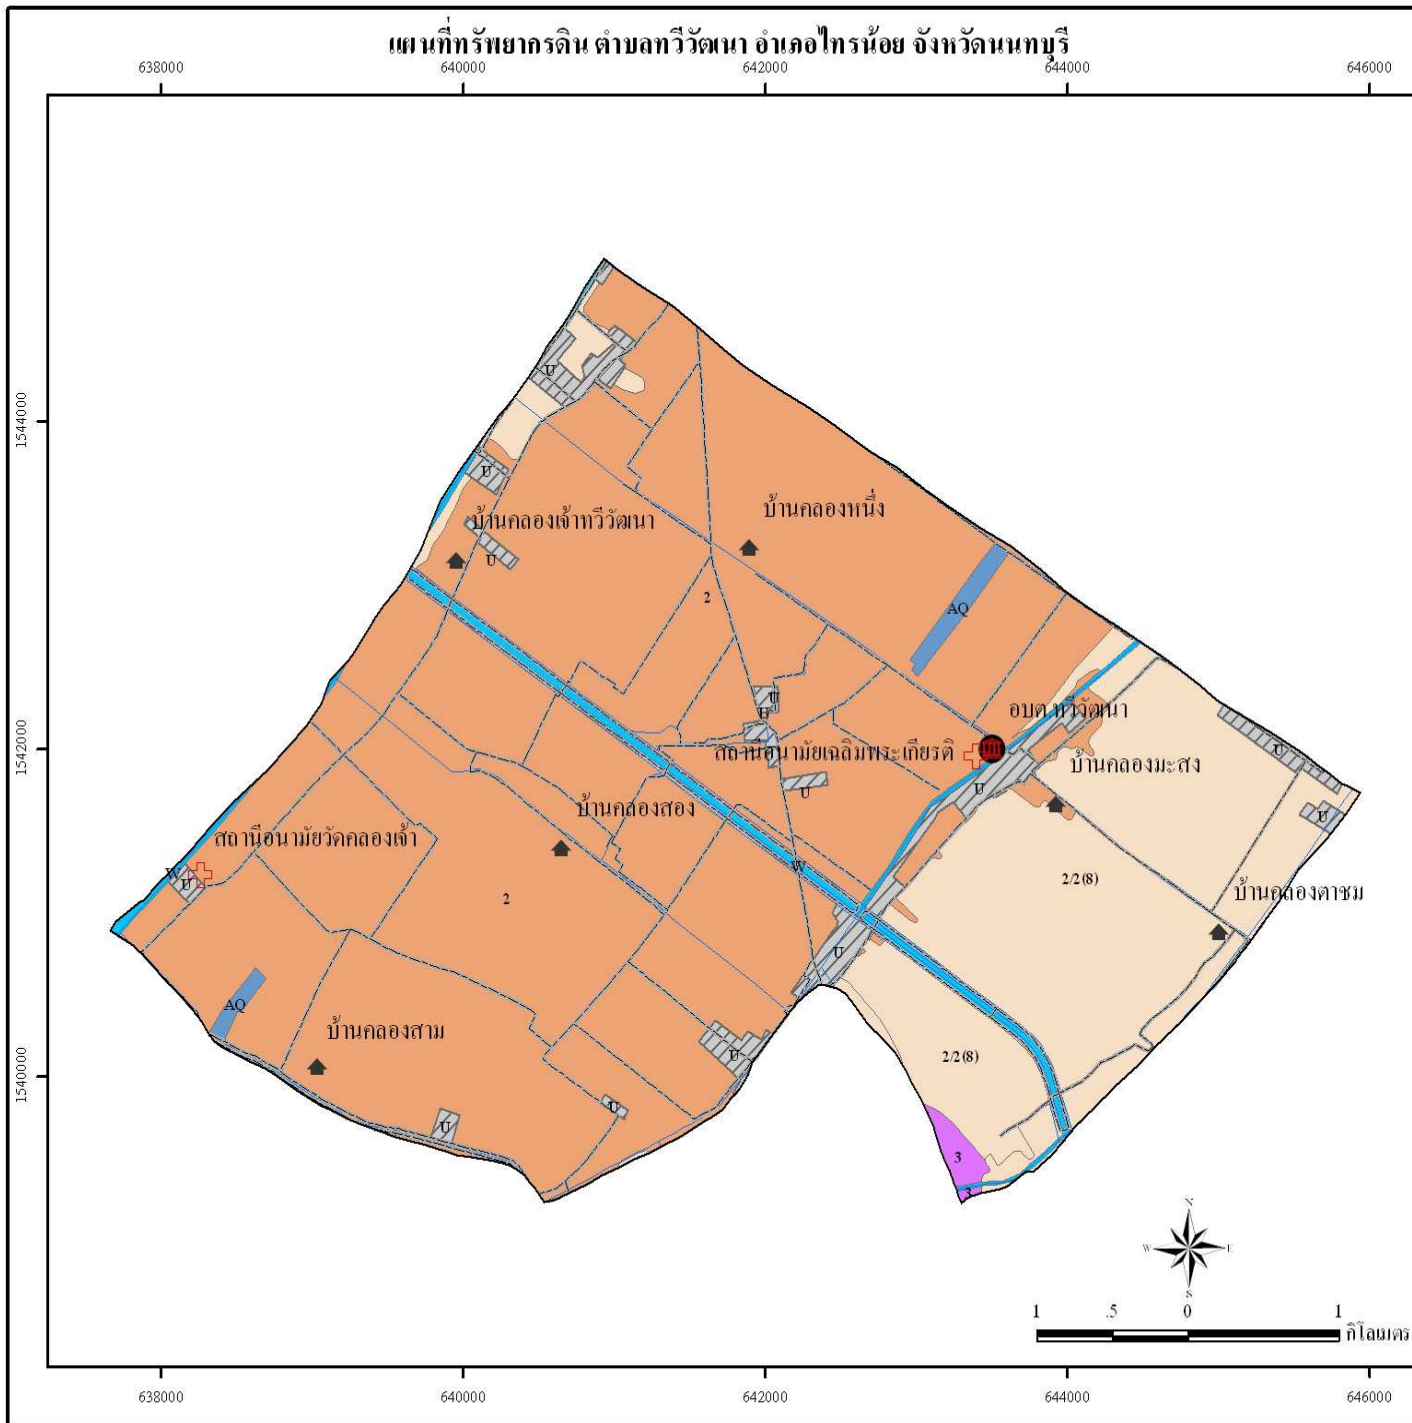 แผนที่ทรัพยากรดิน ตำบลทวีวัฒนา อำเภอไทรน้อย จังหวัดนนทบุรี
638000 640000 642000 644000 646000
1544000
1542000
1540000
U
U
บ้านคลองเจ้าทวีวัฒนา
บ้านคลองหนึ่ง
U
2
AQ
U
U
อบต.ทวีวัฒนา
สถานีอนามัยเฉลิมพระเกียรติ
บ้านคลองมะสง
U
U
U
บ้านคลองสอง
U
สถานีอนามัยวัดคลองเจ้า
W
U
W
2
2/2(8)
บ้านคลองตาชม
U
AQ
บ้านคลองสาม
U
2/2(8)
U
U
3
3
N
W E
S
1 .5 0 1
กิโลเมตร
638000 640000 642000 644000 646000